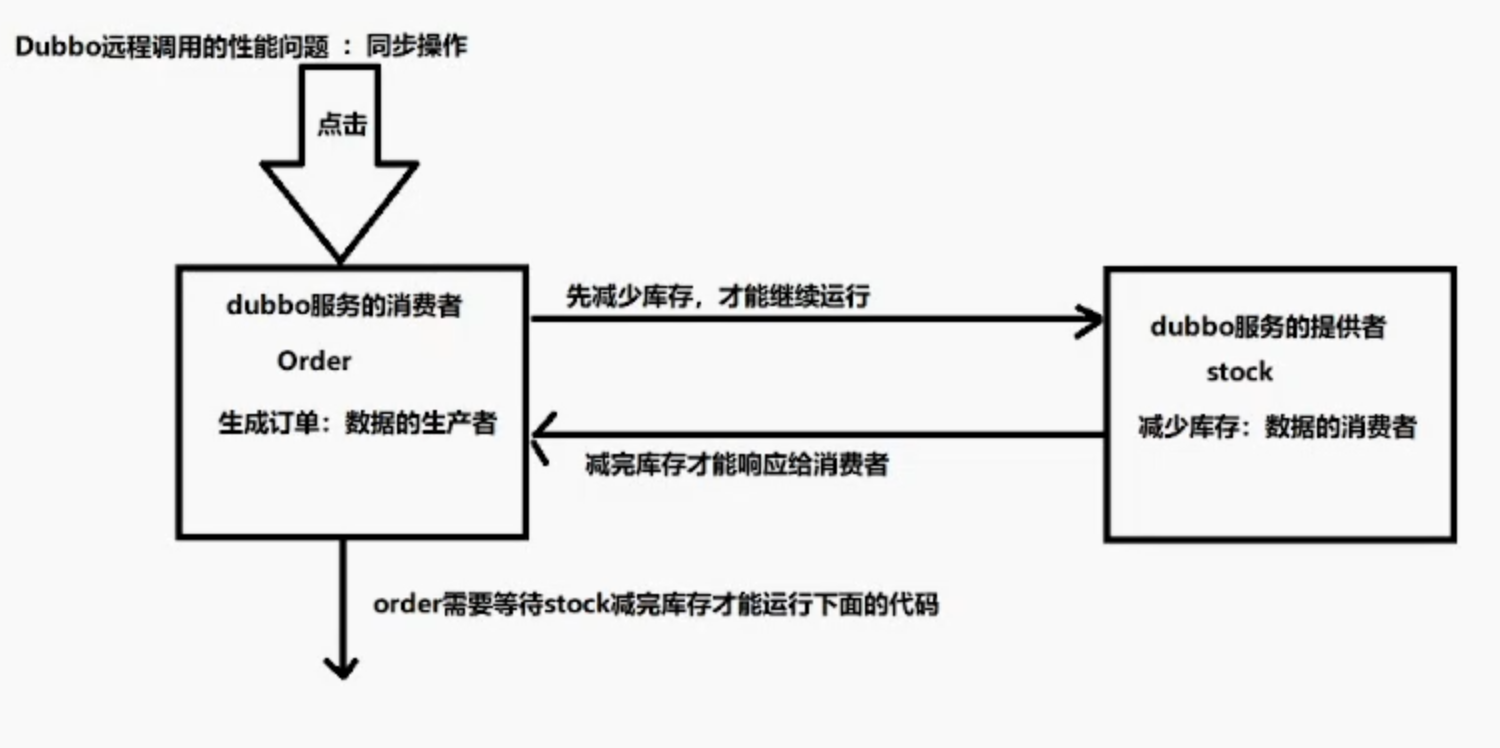 Dubbo远程调用的性能问题 ：同步操作
点击
dubbo服务的消费者
Order
生成订单：数据的生产者
先减少库存，才能继续运行
减完库存才能响应给消费者
dubbo服务的提供者
stock
减少库存：数据的消费者
order需要等待stock减完库存才能运行下面的代码